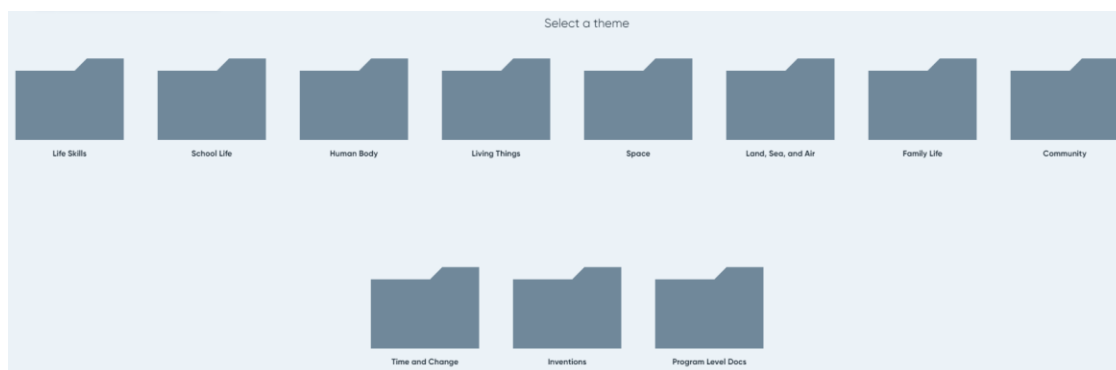 Select a theme
Life Skills
School Life
Human Body
Living Things
Space
Land, Sea, and Air
Family Life
Community
Time and Change
Inventions
Program Level Docs